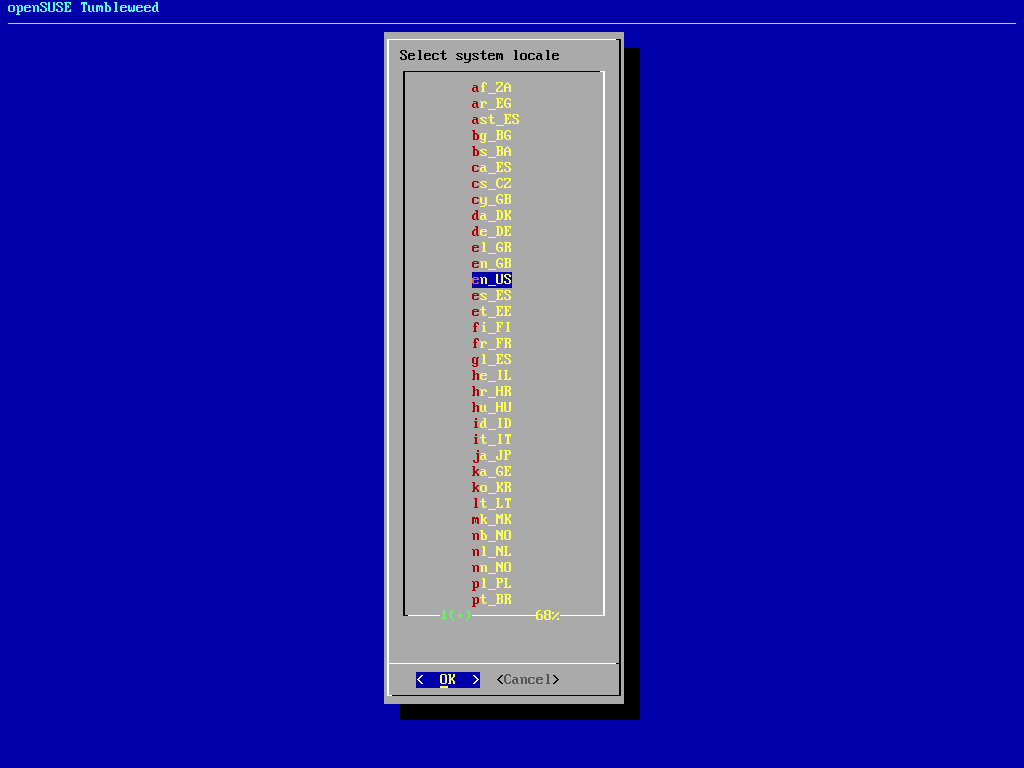 openSUSE Tumbleweed
Select system locale
af_ZA
ar_EG
ast_ES
bg_BG
bs_BA
ca_ES
cs_CZ
cy_GB
da_DK
de_DE
el_GR
en_GB
en_US
es_ES
et_EE
fi_FI
fr_FR
gl_ES
he_IL
hr_HR
hu_HU
id_ID
it_IT
ja_JP
ka_GE
ko_KR
lt_LT
mk_MK
nb_NO
nl_NL
nn_NO
pl_PL
pt_BR
↓(+) 68%
< OK > <Cancel>